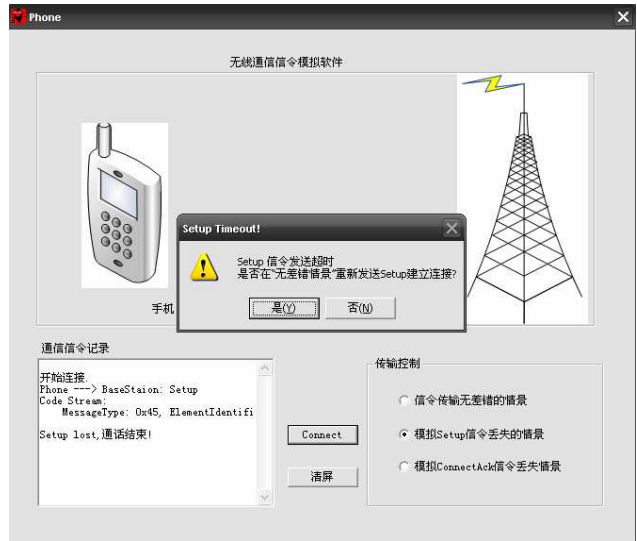 Phone
无线通信信令模拟软件
Setup Timeout!
Setup 信令发送超时
是否在"无差错情景"重新发送Setup建立连接?
是(Y)
否(N)
手机
通信信令记录
开始连接.
Phone ---> BaseStaion: Setup
Code Stream:
MessageType: 0x45, ElementIdentifi
Setup lost,通话结束!
Connect
清屏
传输控制
信令传输无差错的情景
模拟Setup信令丢失的情景
模拟ConnectAck信令丢失情景